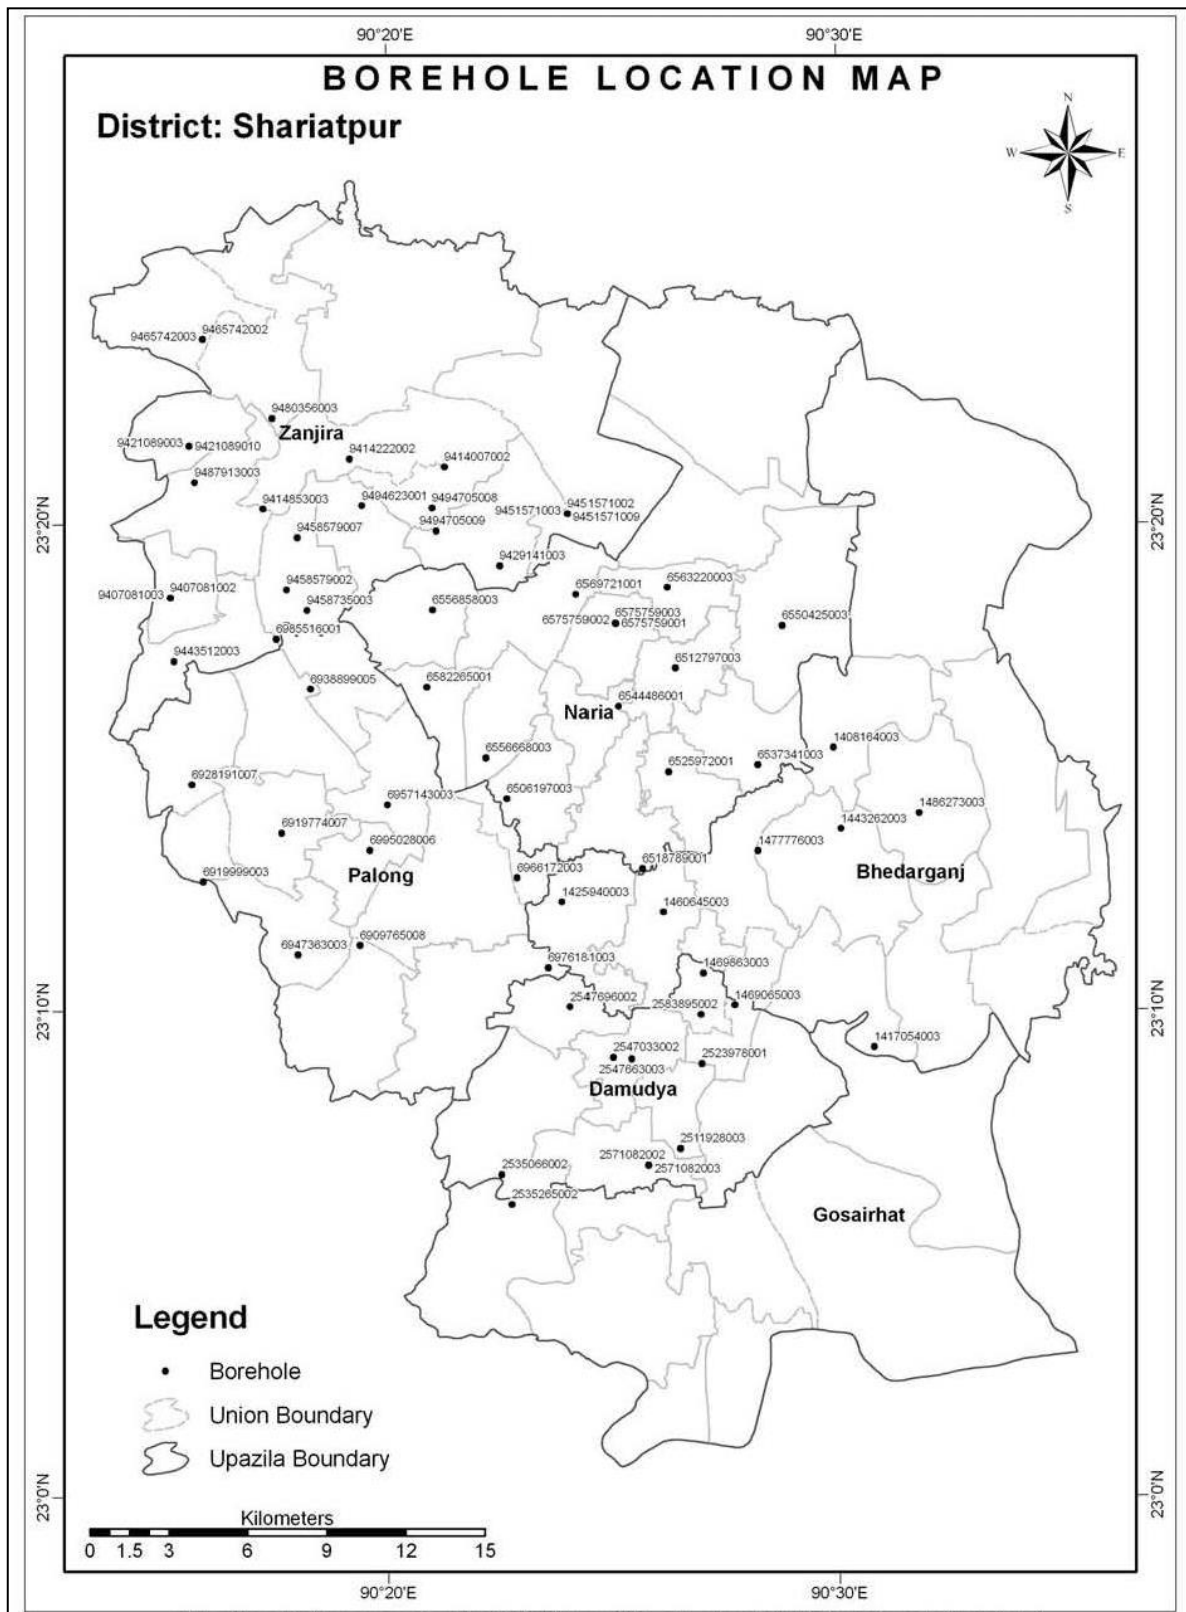 90°20'E
90°30'E
BOREHOLE LOCATION MAP
District: Shariatpur
N
W
E
S
9465742002
9465742003
9480356003
Zanjira
9421089003
9421089010
9414222002
9414007002
9487913003
9414853003
9494623001
9494705008
9451571002
9451571003
9451571009
9494705009
9458579007
23°20'N
23°20'N
9429141003
9458579002
9407081002
9407081003
9458735003
6556858003
6569721001
6563220003
6575759003
6575759002
6575759001
6550425003
6985516001
9443512003
6512797003
6938899005
6582265001
6544486001
Naria
1408164003
6556668003
6537341003
6525972001
6928191007
6506197003
6957143003
1486273003
1443262003
6919774007
6995028006
1477776003
6518789001
6919999003
Palong
6966172003
Bhedarganj
1425940003
1460645003
6909765008
6947363003
6976181003
1469863003
2547696002
2583895002
1469065003
23°10'N
23°10'N
2547033002
2523978001
1417054003
2547663003
Damudya
2511928003
2571082002
2571082003
2535066002
2535265002
Gosairhat
Legend
Borehole
Union Boundary
Upazila Boundary
23°0'N
23°0'N
Kilometers
0 1.5 3 6 9 12 15
90°20'E
90°30'E